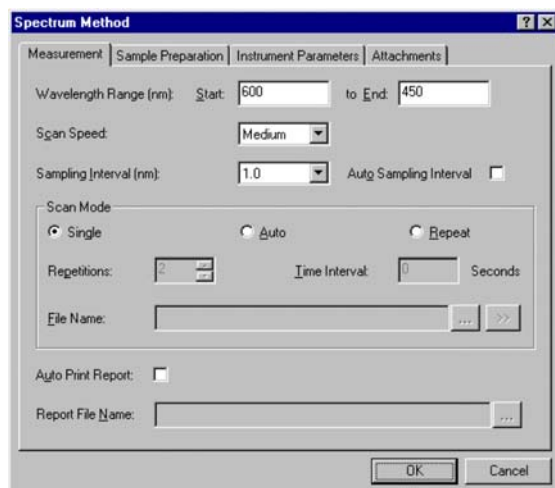 Spectrum Method
Measurement Sample Preparation Instrument Parameters Attachments
Wavelength Range (nm): Start: 600 to End: 450
Scan Speed: Medium
Sampling Interval (nm): 1.0 Auto Sampling Interval
Scan Mode
Single Auto Repeat
Repetitions: 2 Time Interval: 0 Seconds
File Name: ... >>
Auto Print Report:
Report File Name: ...
OK Cancel